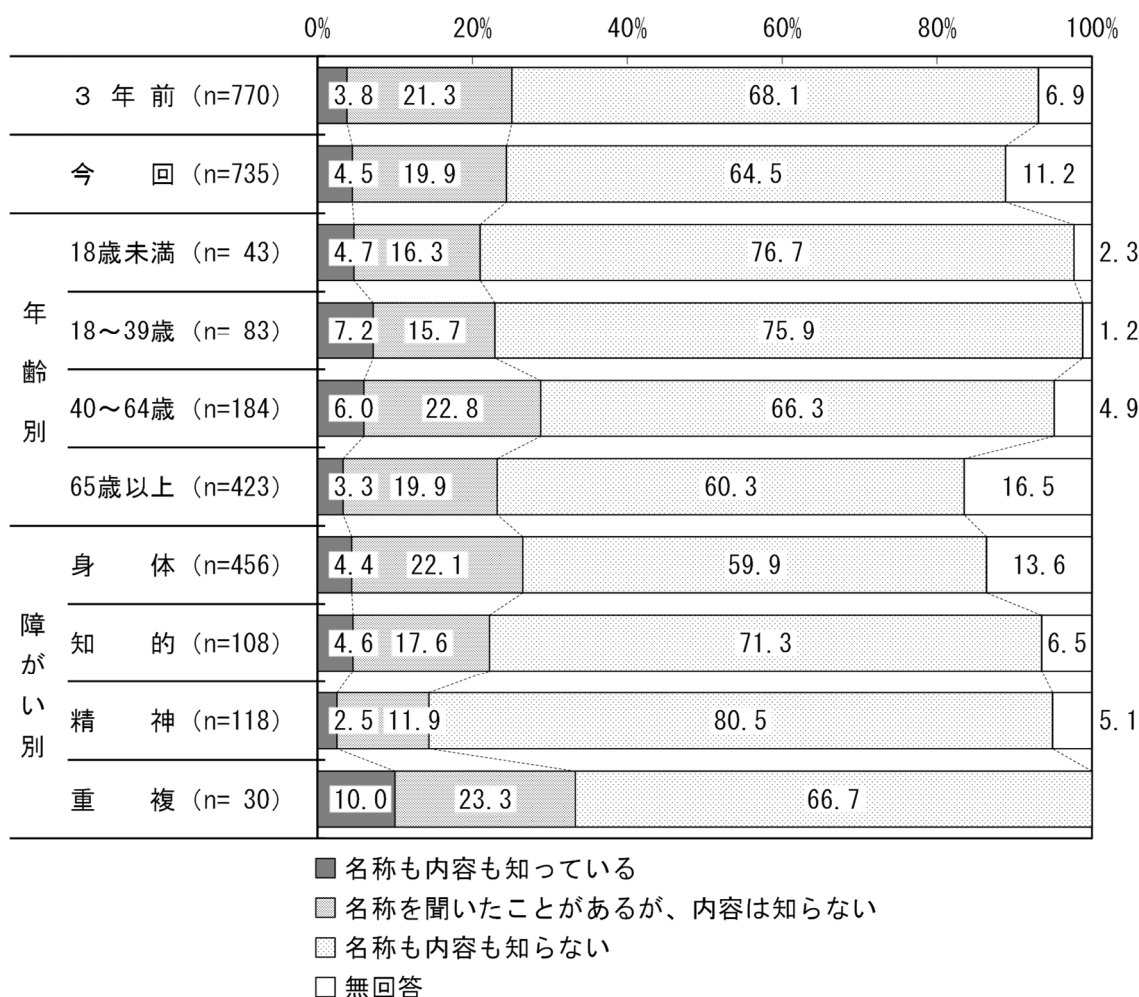 0% 20% 40% 60% 80% 100%
3 年 前 (n=770) 3.8 21.3 68.1 6.9
今 回 (n=735) 4.5 19.9 64.5 11.2
年齢別
18歳未満 (n= 43) 4.7 16.3 76.7 2.3
18～39歳 (n= 83) 7.2 15.7 75.9 1.2
40～64歳 (n=184) 6.0 22.8 66.3 4.9
65歳以上 (n=423) 3.3 19.9 60.3 16.5
障がい別
身 体 (n=456) 4.4 22.1 59.9 13.6
知 的 (n=108) 4.6 17.6 71.3 6.5
精 神 (n=118) 2.5 11.9 80.5 5.1
重 複 (n= 30) 10.0 23.3 66.7
名称も内容も知っている
名称を聞いたことがあるが、内容は知らない
名称も内容も知らない
無回答